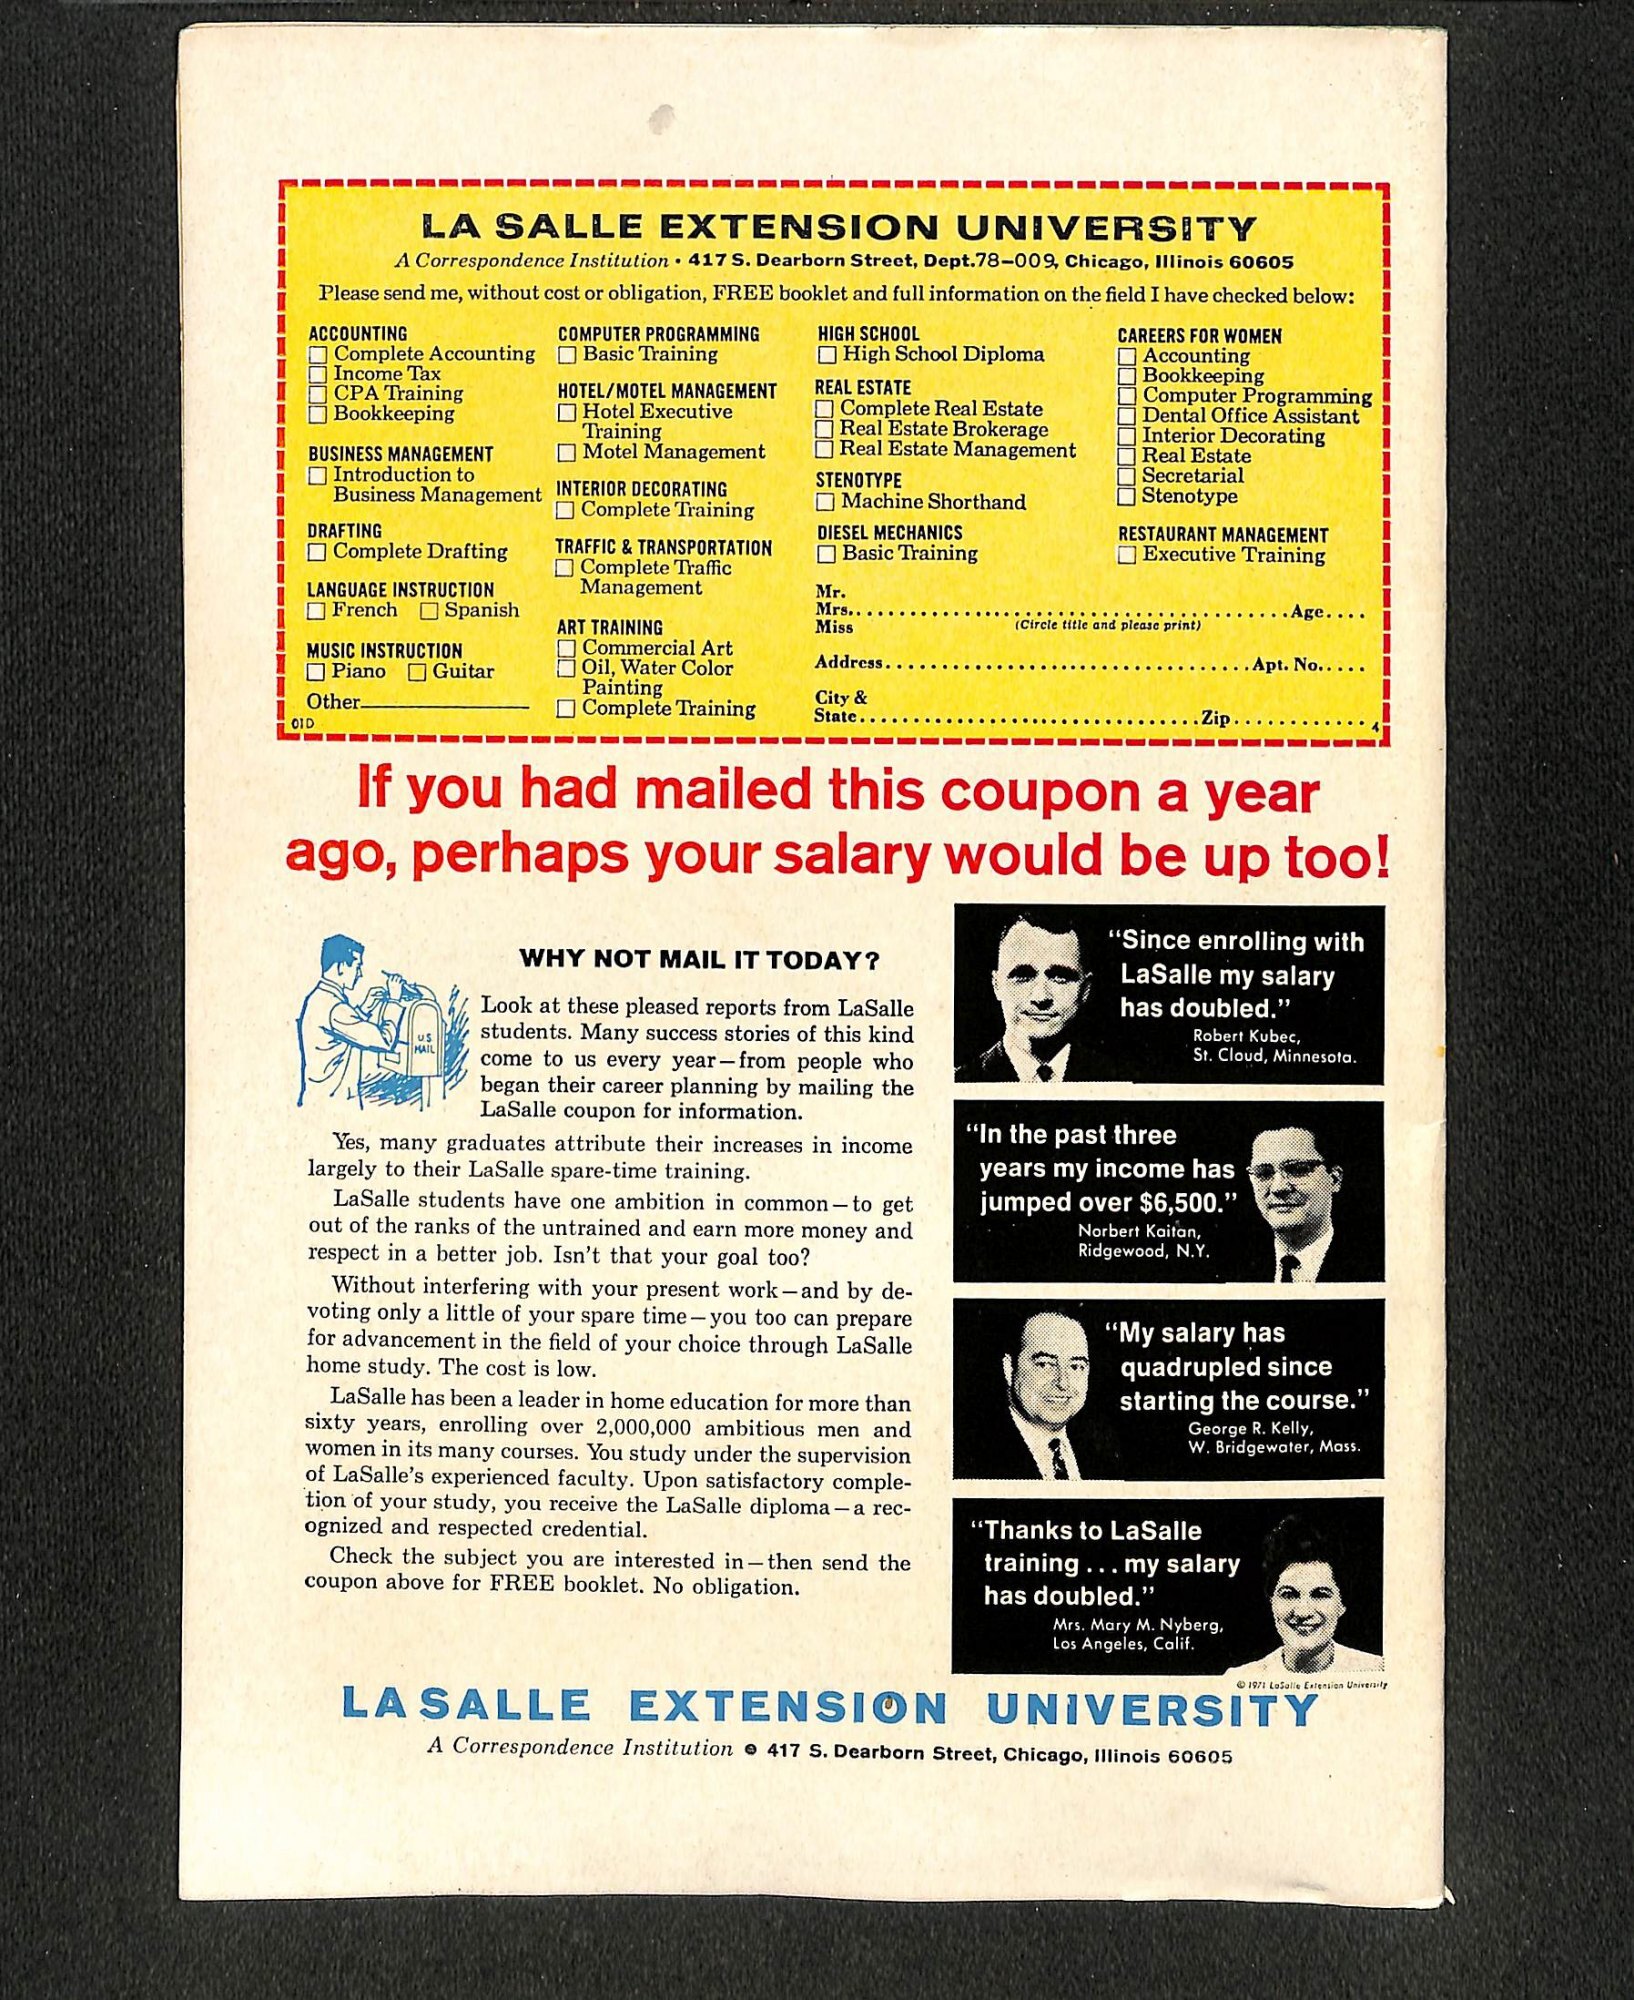 LA SALLE EXTENSION UNIVERSITY
A Correspondence Institution • 417 S. Dearborn Street, Dept.78–009, Chicago, Illinois 60605
Please send me, without cost or obligation, FREE booklet and full information on the field I have checked below:
ACCOUNTING
Complete Accounting
Income Tax
CPA Training
Bookkeeping
BUSINESS MANAGEMENT
Introduction to
Business Management
DRAFTING
Complete Drafting
LANGUAGE INSTRUCTION
French Spanish
MUSIC INSTRUCTION
Piano Guitar
Other
01D
COMPUTER PROGRAMMING
Basic Training
HOTEL/MOTEL MANAGEMENT
Hotel Executive
Training
Motel Management
INTERIOR DECORATING
Complete Training
TRAFFIC & TRANSPORTATION
Complete Traffic
Management
ART TRAINING
Commercial Art
Oil, Water Color
Painting
Complete Training
HIGH SCHOOL
High School Diploma
REAL ESTATE
Complete Real Estate
Real Estate Brokerage
Real Estate Management
STENOTYPE
Machine Shorthand
DIESEL MECHANICS
Basic Training
CAREERS FOR WOMEN
Accounting
Bookkeeping
Computer Programming
Dental Office Assistant
Interior Decorating
Real Estate
Secretarial
Stenotype
RESTAURANT MANAGEMENT
Executive Training
Mr.
Mrs. Age
Miss (Circle title and please print)
Address Apt. No.
City &
State Zip
4
If you had mailed this coupon a year
ago, perhaps your salary would be up too!
U.S
MAIL
WHY NOT MAIL IT TODAY?
Look at these pleased reports from LaSalle
students. Many success stories of this kind
come to us every year—from people who
began their career planning by mailing the
LaSalle coupon for information.
Yes, many graduates attribute their increases in income
largely to their LaSalle spare-time training.
LaSalle students have one ambition in common—to get
out of the ranks of the untrained and earn more money and
respect in a better job. Isn't that your goal too?
Without interfering with your present work—and by de-
voting only a little of your spare time—you too can prepare
for advancement in the field of your choice through LaSalle
home study. The cost is low.
LaSalle has been a leader in home education for more than
sixty years, enrolling over 2,000,000 ambitious men and
women in its many courses. You study under the supervision
of LaSalle's experienced faculty. Upon satisfactory comple-
tion of your study, you receive the LaSalle diploma—a rec-
ognized and respected credential.
Check the subject you are interested in—then send the
coupon above for FREE booklet. No obligation.
"Since enrolling with
LaSalle my salary
has doubled."
Robert Kubec,
St. Cloud, Minnesota.
"In the past three
years my income has
jumped over $6,500."
Norbert Kaitan,
Ridgewood, N.Y.
"My salary has
quadrupled since
starting the course."
George R. Kelly,
W. Bridgewater, Mass.
"Thanks to LaSalle
training . . . my salary
has doubled."
Mrs. Mary M. Nyberg,
Los Angeles, Calif.
© 1971 LaSalle Extension University
LASALLE EXTENSION UNIVERSITY
A Correspondence Institution • 417 S. Dearborn Street, Chicago, Illinois 60605